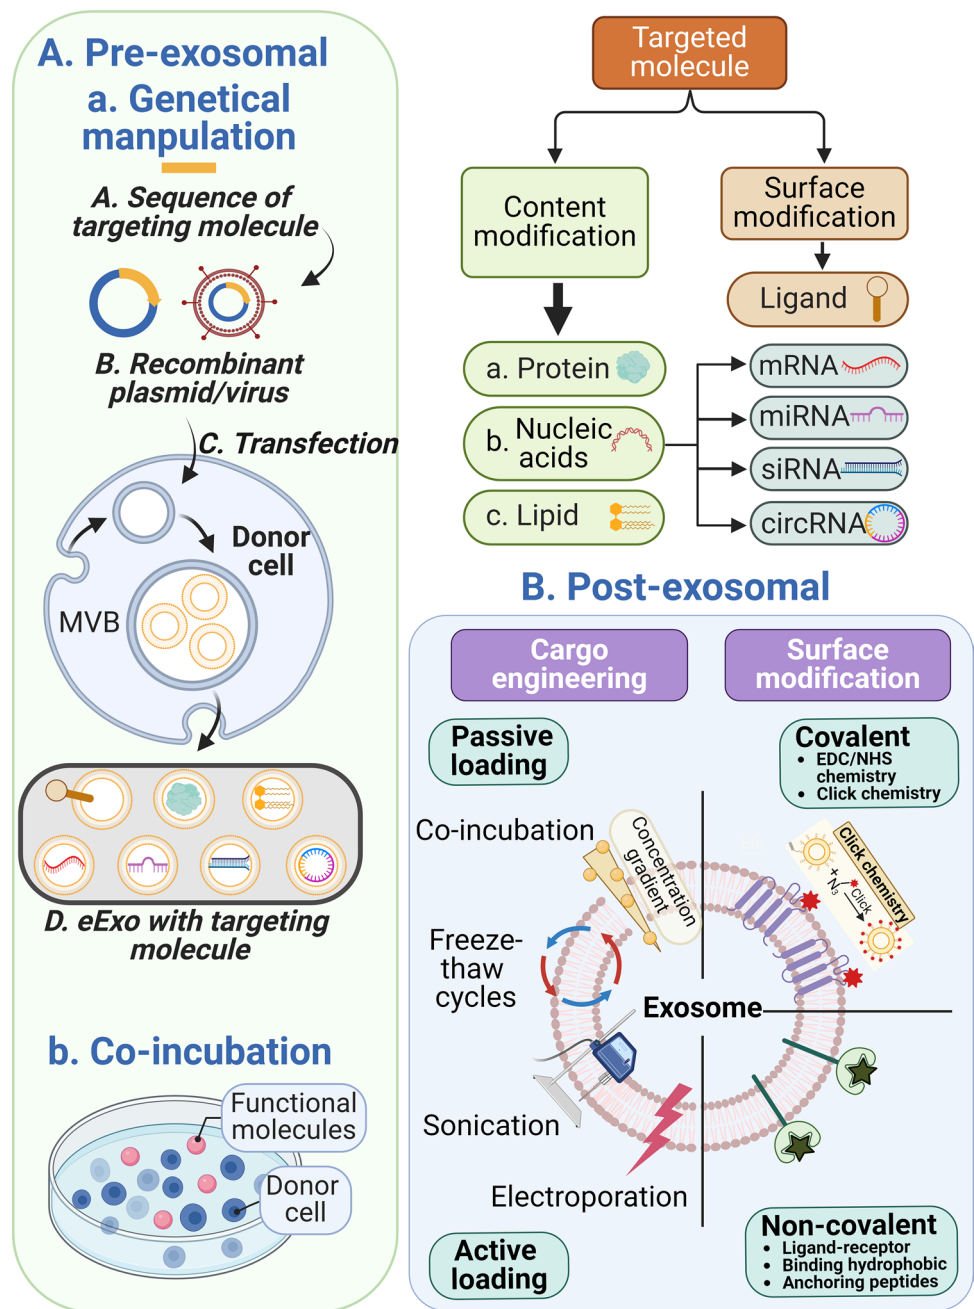 A. Pre-exosomal
a. Genetical
manpulation
A. Sequence of
targeting molecule
B. Recombinant
plasmid/virus
C. Transfection
Donor
cell
MVB
D. eExo with targeting
molecule
b. Co-incubation
Functional
molecules
Donor
cell
Targeted
molecule
Content
modification
Surface
modification
Ligand
a. Protein
b. Nucleic
acids
c. Lipid
mRNA
miRNA
siRNA
circRNA
B. Post-exosomal
Cargo
engineering
Surface
modification
Passive
loading
Covalent
• EDC/NHS
chemistry
• Click chemistry
Co-incubation
Concentration
gradient
Click chemistry
+ N3
Click
Freeze-
thaw
cycles
Exosome
Sonication
Electroporation
Active
loading
Non-covalent
• Ligand-receptor
• Binding hydrophobic
• Anchoring peptides